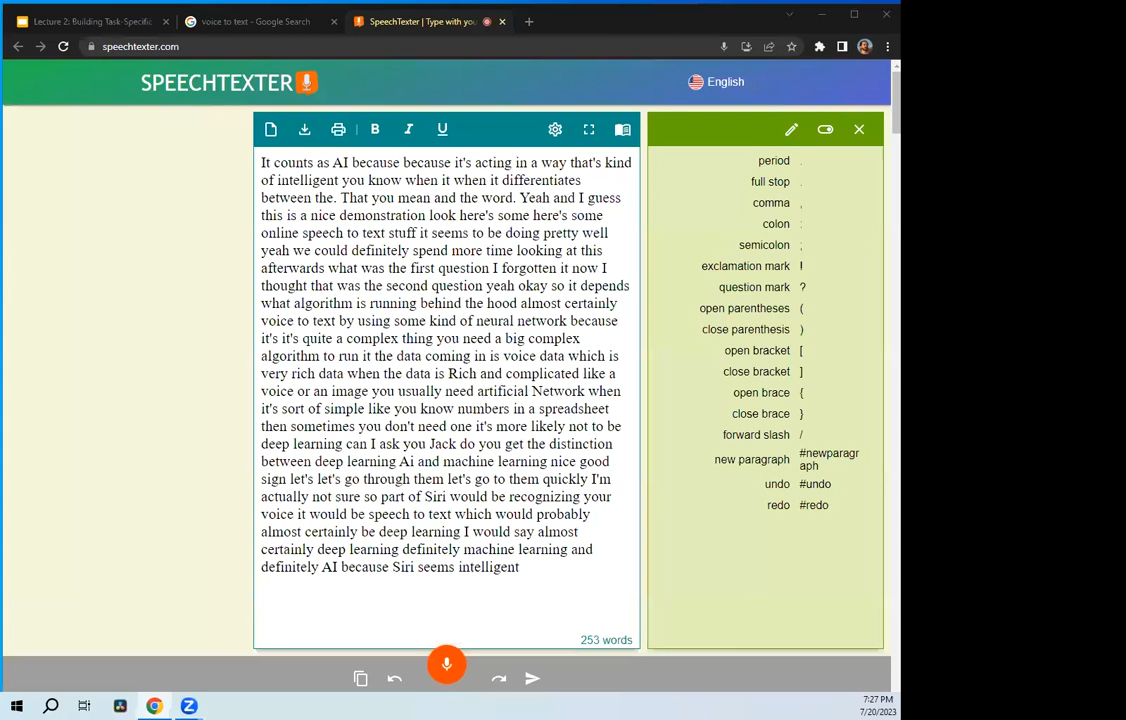 Lecture 2: Building Task-Specific
voice to text - Google Search
SpeechTexter | Type with you
speechtexter.com
SPEECHTEXTER
English
It counts as AI because because it's acting in a way that's kind
of intelligent you know when it when it differentiates
between the. That you mean and the word. Yeah and I guess
this is a nice demonstration look here's some here's some
online speech to text stuff it seems to be doing pretty well
yeah we could definitely spend more time looking at this
afterwards what was the first question I forgotten it now I
thought that was the second question yeah okay so it depends
what algorithm is running behind the hood almost certainly
voice to text by using some kind of neural network because
it's it's quite a complex thing you need a big complex
algorithm to run it the data coming in is voice data which is
very rich data when the data is Rich and complicated like a
voice or an image you usually need artificial Network when
it's sort of simple like you know numbers in a spreadsheet
then sometimes you don't need one it's more likely not to be
deep learning can I ask you Jack do you get the distinction
between deep learning Ai and machine learning nice good
sign let's let's go through them let's go to them quickly I'm
actually not sure so part of Siri would be recognizing your
voice it would be speech to text which would probably
almost certainly be deep learning I would say almost
certainly deep learning definitely machine learning and
definitely AI because Siri seems intelligent
253 words
B I U
period .
full stop .
comma ,
colon :
semicolon ;
exclamation mark !
question mark ?
open parentheses (
close parenthesis )
open bracket [
close bracket ]
open brace {
close brace }
forward slash /
new paragraph #newparagr
aph
undo #undo
redo #redo
7:27 PM
7/20/2023